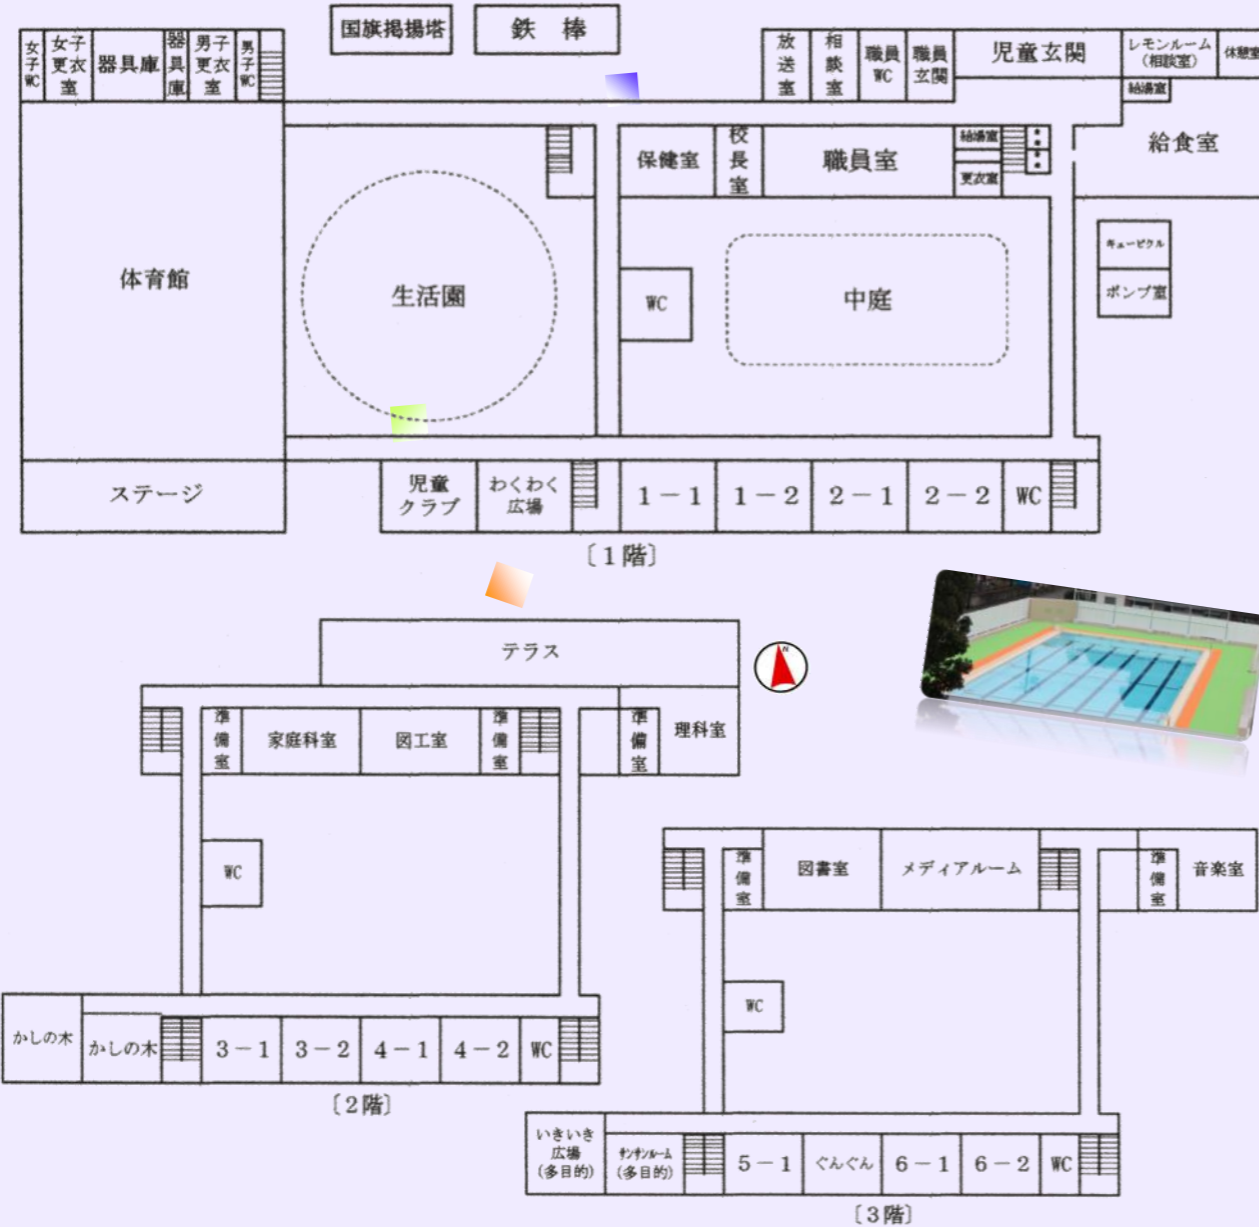 国旗掲揚塔
鉄 棒
女子WC
女子更衣室
器具庫
器具庫
男子更衣室
男子WC
放送室
相談室
職員WC
職員玄関
児童玄関
レモンルーム
（相談室）
休憩室
給湯室
給食室
保健室
校長室
職員室
給湯室
更衣室
体育館
生活園
WC
中庭
キュービクル
ポンプ室
ステージ
児童
クラブ
わくわく
広場
1－1
1－2
2－1
2－2
WC
〔1階〕
テラス
N
準備室
家庭科室
図工室
準備室
準備室
理科室
WC
かしの木
かしの木
3－1
3－2
4－1
4－2
WC
〔2階〕
準備室
図書室
メディアルーム
準備室
音楽室
WC
いきいき
広場
(多目的)
サンサンルーム
(多目的)
5－1
ぐんぐん
6－1
6－2
WC
〔3階〕